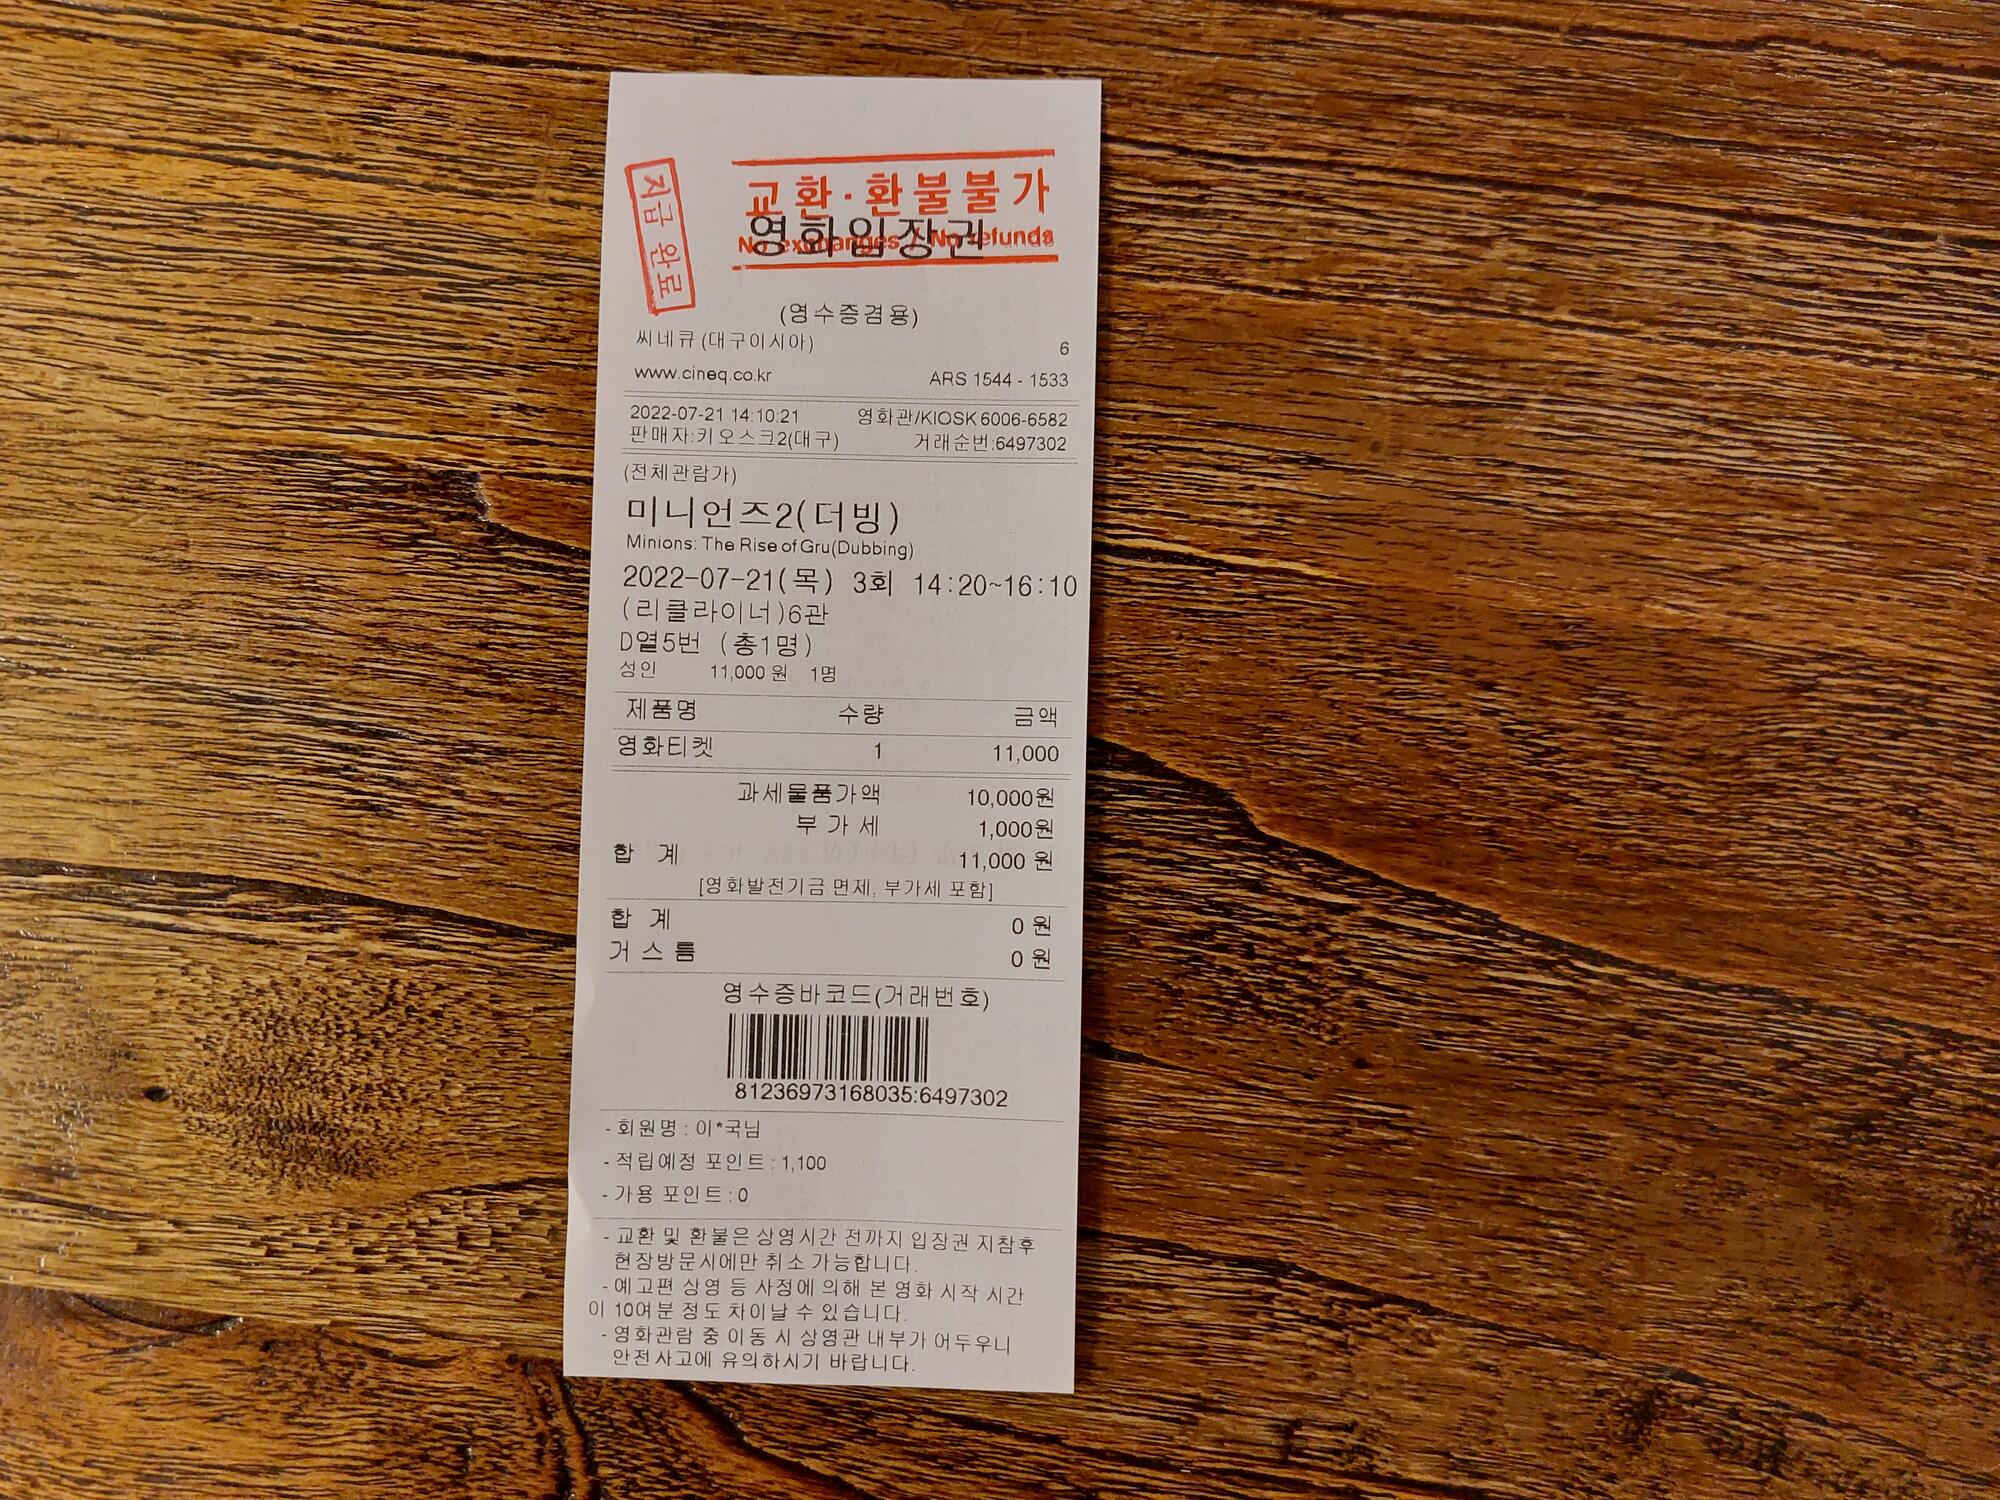 지금 완료
교환·환불불가
영화입장권
No exchanges / No refunds
(영수증겸용)
씨네큐 (대구이시아) 6
www.cineq.co.kr ARS 1544 - 1533
2022-07-21 14:10:21 영화관/KIOSK 6006-6582
판매자:키오스크2(대구) 거래순번:6497302
(전체관람가)
미니언즈2(더빙)
Minions: The Rise of Gru(Dubbing)
2022-07-21(목) 3회 14:20~16:10
(리클라이너)6관
D열5번 (총1명)
성인 11,000 원 1명
제품명 수량 금액
영화티켓 1 11,000
과세물품가액 10,000원
부 가 세 1,000원
합 계 11,000 원
[영화발전기금 면제, 부가세 포함]
합 계 0 원
거 스 름 0 원
영수증바코드(거래번호)
81236973168035:6497302
- 회원명 : 이*국님
- 적립예정 포인트 : 1,100
- 가용 포인트 : 0
- 교환 및 환불은 상영시간 전까지 입장권 지참후
현장방문시에만 취소 가능합니다.
- 예고편 상영 등 사정에 의해 본 영화 시작 시간
이 10여분 정도 차이날 수 있습니다.
- 영화관람 중 이동 시 상영관 내부가 어두우니
안전사고에 유의하시기 바랍니다.